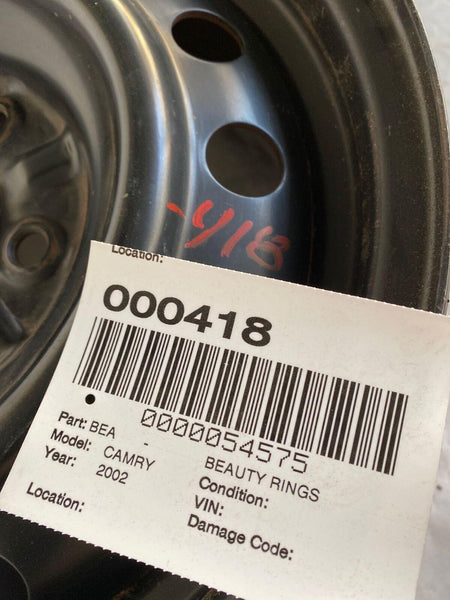 -418
Location:
000418
0000054575
Part: BEA - BEAUTY RINGS
Model: CAMRY Condition:
Year: 2002 VIN:
Location: Damage Code: